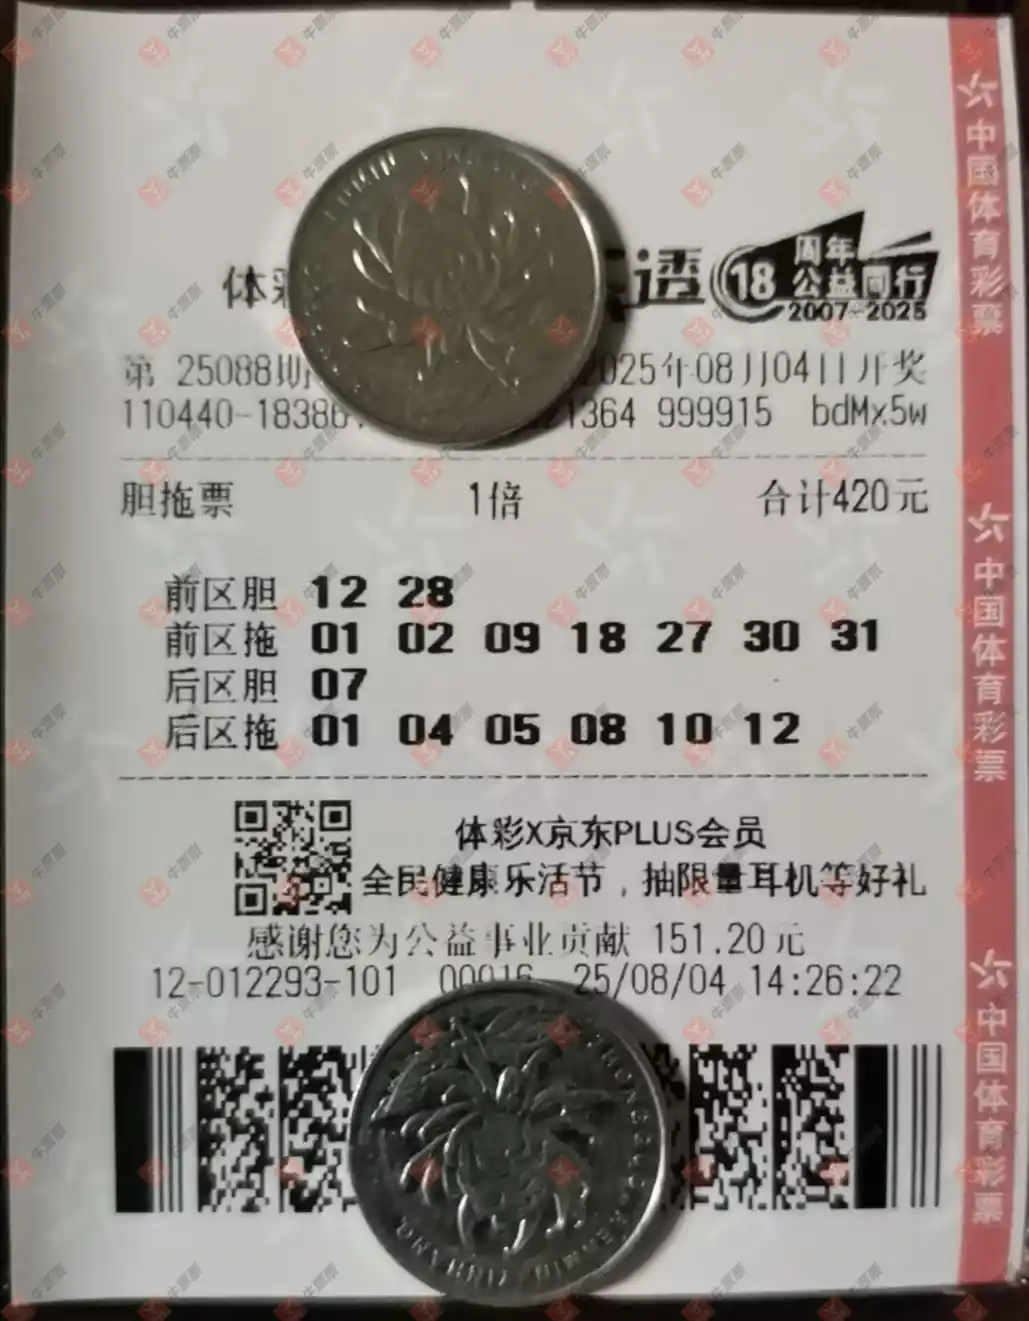 体彩
透
18 周年
公益同行
2007-2025
第 25088期 2025年08月04日开奖
110440-18386 21364 999915 bdMx5w
胆拖票 1倍 合计420元
前区胆 12 28
前区拖 01 02 09 18 27 30 31
后区胆 07
后区拖 01 04 05 08 10 12
体彩X京东PLUS会员
全民健康乐活节，抽限量耳机等好礼
感谢您为公益事业贡献 151.20元
12-012293-101 00016 25/08/04 14:26:22
中国体育彩票
中国体育彩票
中国体育彩票